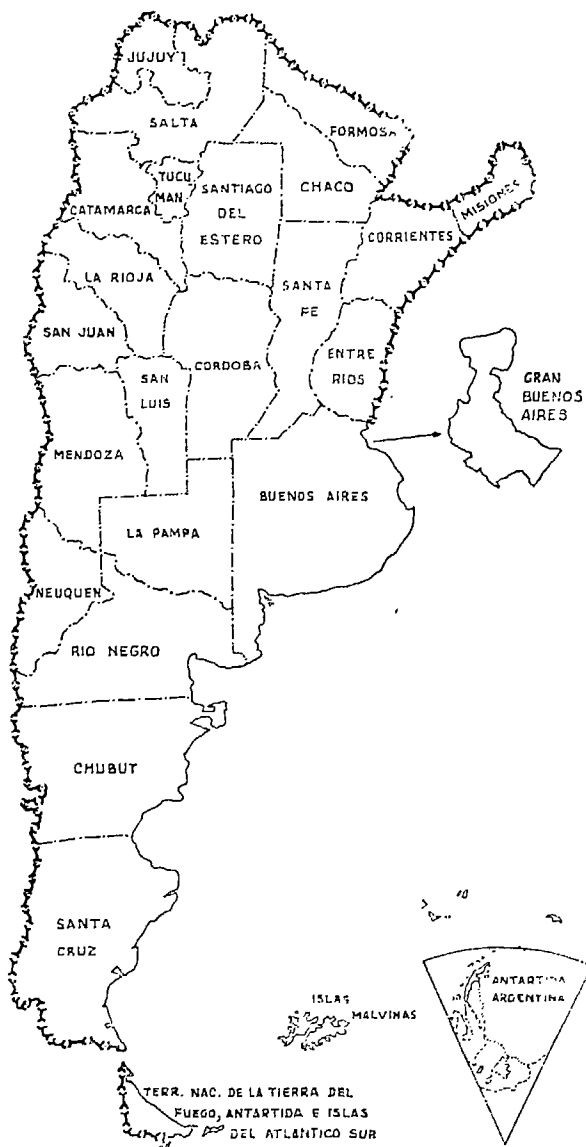 JUJUY
SALTA
FORMOSA
TUCU
MAN
SANTIAGO
DEL
ESTERO
CHACO
MISIONES
CATAMARCA
CORRIENTES
LA RIOJA
SANTA
FE
SAN JUAN
CORDOBA
ENTRE
RIOS
SAN
LUIS
GRAN
BUENOS
AIRES
MENDOZA
BUENOS AIRES
LA PAMPA
NEUQUEN
RIO NEGRO
CHUBUT
SANTA
CRUZ
ISLAS
MALVINAS
ANTARTIDA
ARGENTINA
TERR. NAC. DE LA TIERRA DEL
FUEGO, ANTARTIDA E ISLAS
DEL ATLANTICO SUR